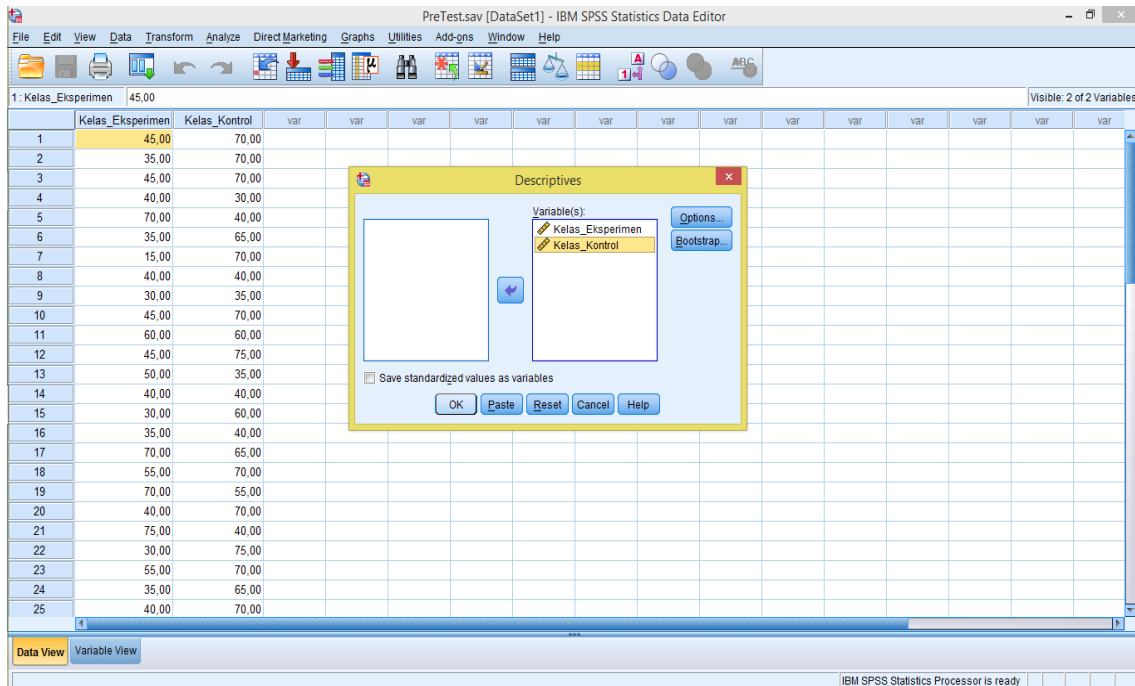 PreTest.sav [DataSet1] - IBM SPSS Statistics Data Editor
File Edit View Data Transform Analyze Direct Marketing Graphs Utilities Add-ons Window Help
1 : Kelas_Eksperimen 45,00 Visible: 2 of 2 Variables
Kelas_Eksperimen Kelas_Kontrol var var var var var var var var var var var var var var
1 45,00 70,00
2 35,00 70,00
3 45,00 70,00
4 40,00 30,00
5 70,00 40,00
6 35,00 65,00
7 15,00 70,00
8 40,00 40,00
9 30,00 35,00
10 45,00 70,00
11 60,00 60,00
12 45,00 75,00
13 50,00 35,00
14 40,00 40,00
15 30,00 60,00
16 35,00 40,00
17 70,00 65,00
18 55,00 70,00
19 70,00 55,00
20 40,00 70,00
21 75,00 40,00
22 30,00 75,00
23 55,00 70,00
24 35,00 65,00
25 40,00 70,00
Descriptives
Variable(s):
Kelas_Eksperimen
Kelas_Kontrol
Options...
Bootstrap...
Save standardized values as variables
OK Paste Reset Cancel Help
Data View Variable View
IBM SPSS Statistics Processor is ready